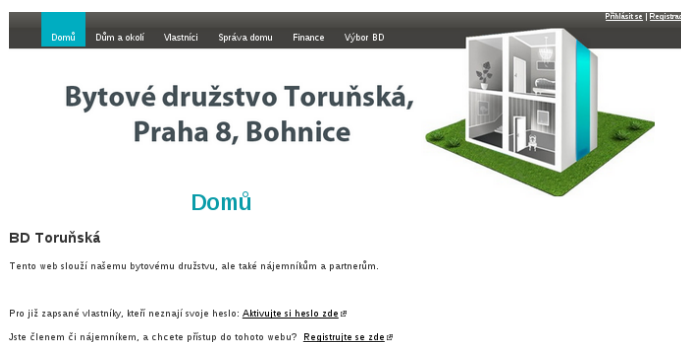 Přihlásit se | Registrac
Domů Dům a okolí Vlastníci Správa domu Finance Výbor BD
Bytové družstvo Toruňská,
Praha 8, Bohnice
Domů
BD Toruňská
Tento web slouží našemu bytovému družstvu, ale také nájemníkům a partnerům.
Pro již zapsané vlastníky, kteří neznají svoje heslo: Aktivujte si heslo zde
Jste členem či nájemníkem, a chcete přístup do tohoto webu? Registrujte se zde